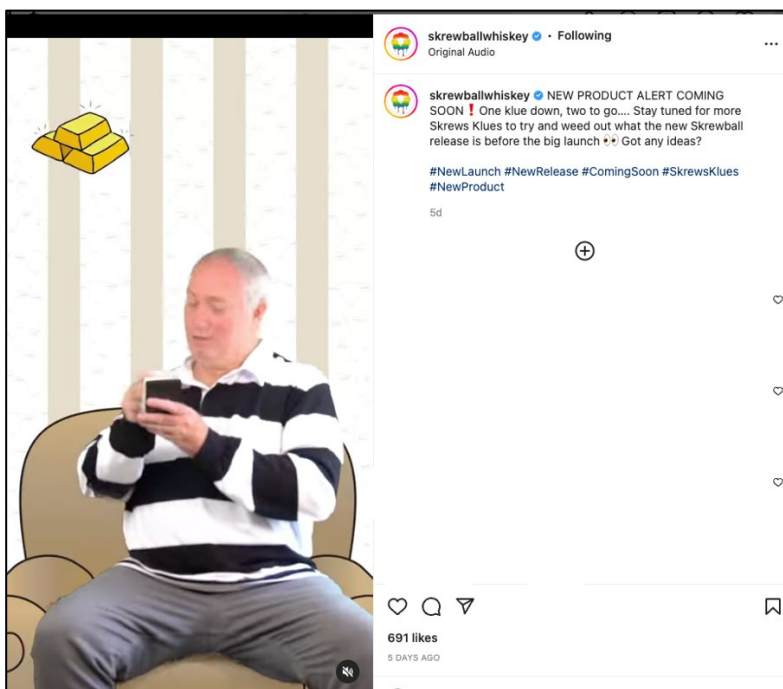 skrewballwhiskey • Following
Original Audio
skrewballwhiskey NEW PRODUCT ALERT COMING
SOON❗ One klue down, two to go.... Stay tuned for more
Skrews Klues to try and weed out what the new Skrewball
release is before the big launch 👀 Got any ideas?
#NewLaunch #NewRelease #ComingSoon #SkrewsKlues
#NewProduct
5d
691 likes
5 DAYS AGO